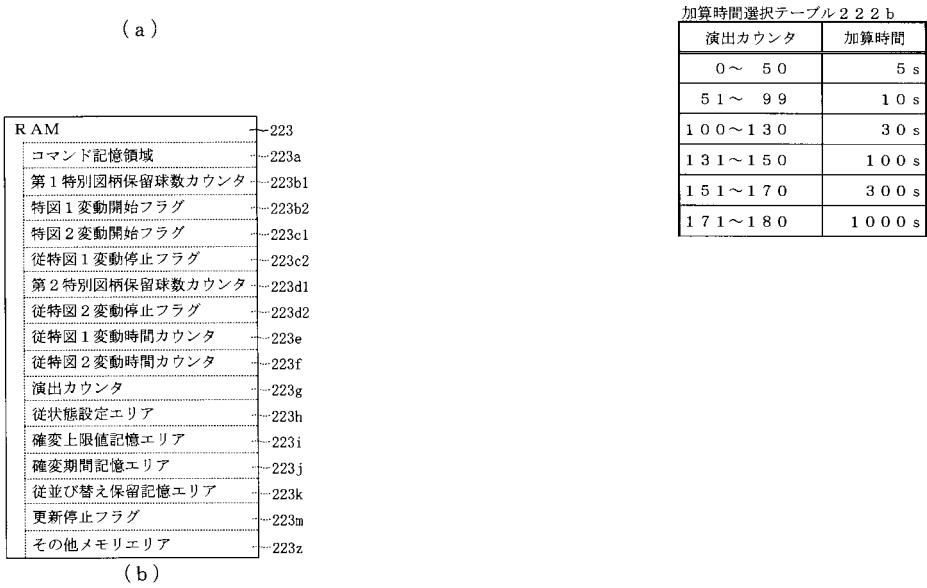 (a)
加算時間選択テーブル222b
演出カウンタ 加算時間
0～ 50 5s
51～ 99 10s
100～130 30s
131～150 100s
151～170 300s
171～180 1000s
RAM 223
コマンド記憶領域 223a
第1特別図柄保留球数カウンタ 223b1
特図1変動開始フラグ 223b2
特図2変動開始フラグ 223c1
従特図1変動停止フラグ 223c2
第2特別図柄保留球数カウンタ 223d1
従特図2変動停止フラグ 223d2
従特図1変動時間カウンタ 223e
従特図2変動時間カウンタ 223f
演出カウンタ 223g
従状態設定エリア 223h
確変上限値記憶エリア 223i
確変期間記憶エリア 223j
従並び替え保留記憶エリア 223k
更新停止フラグ 223m
その他メモリエリア 223z
(b)